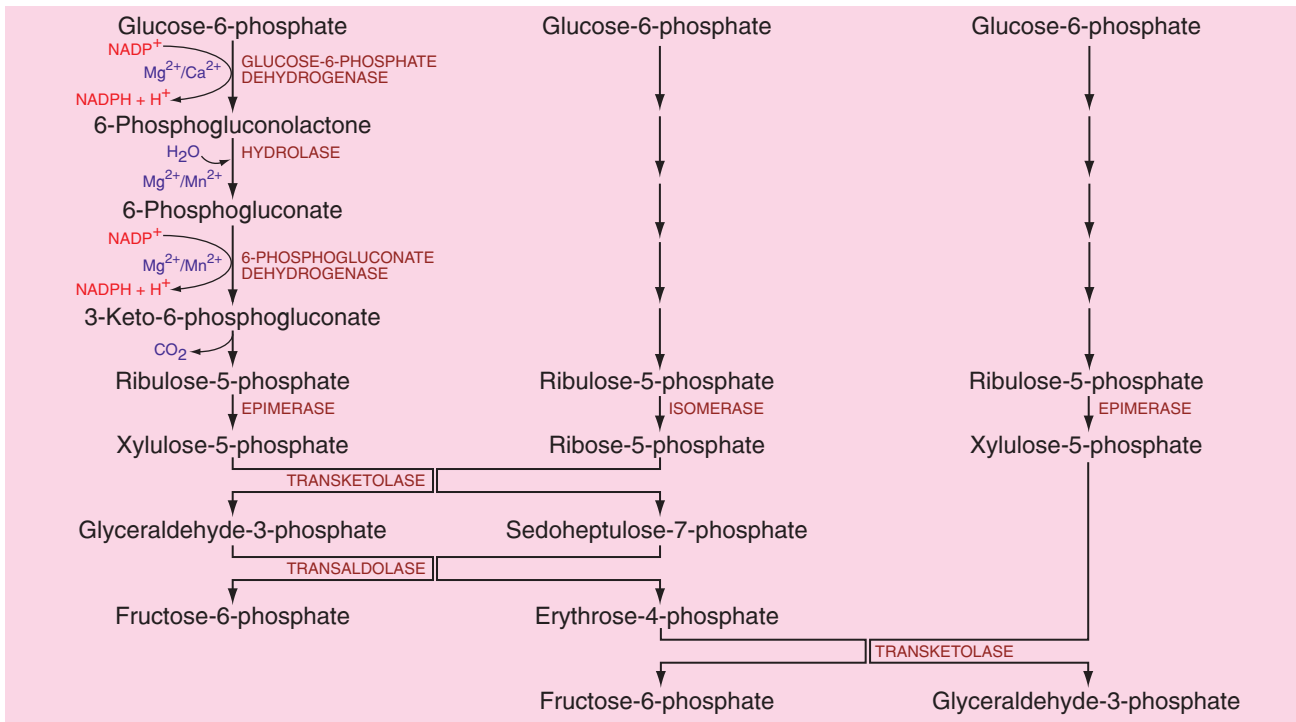 Glucose-6-phosphate
Glucose-6-phosphate
Glucose-6-phosphate
NADP+
Mg2+/Ca2+
GLUCOSE-6-PHOSPHATE
DEHYDROGENASE
NADPH + H+
6-Phosphogluconolactone
H2O
HYDROLASE
Mg2+/Mn2+
6-Phosphogluconate
NADP+
Mg2+/Mn2+
6-PHOSPHOGLUCONATE
DEHYDROGENASE
NADPH + H+
3-Keto-6-phosphogluconate
CO2
Ribulose-5-phosphate
Ribulose-5-phosphate
Ribulose-5-phosphate
EPIMERASE
ISOMERASE
EPIMERASE
Xylulose-5-phosphate
Ribose-5-phosphate
Xylulose-5-phosphate
TRANSKETOLASE
Glyceraldehyde-3-phosphate
Sedoheptulose-7-phosphate
TRANSALDOLASE
Fructose-6-phosphate
Erythrose-4-phosphate
TRANSKETOLASE
Fructose-6-phosphate
Glyceraldehyde-3-phosphate